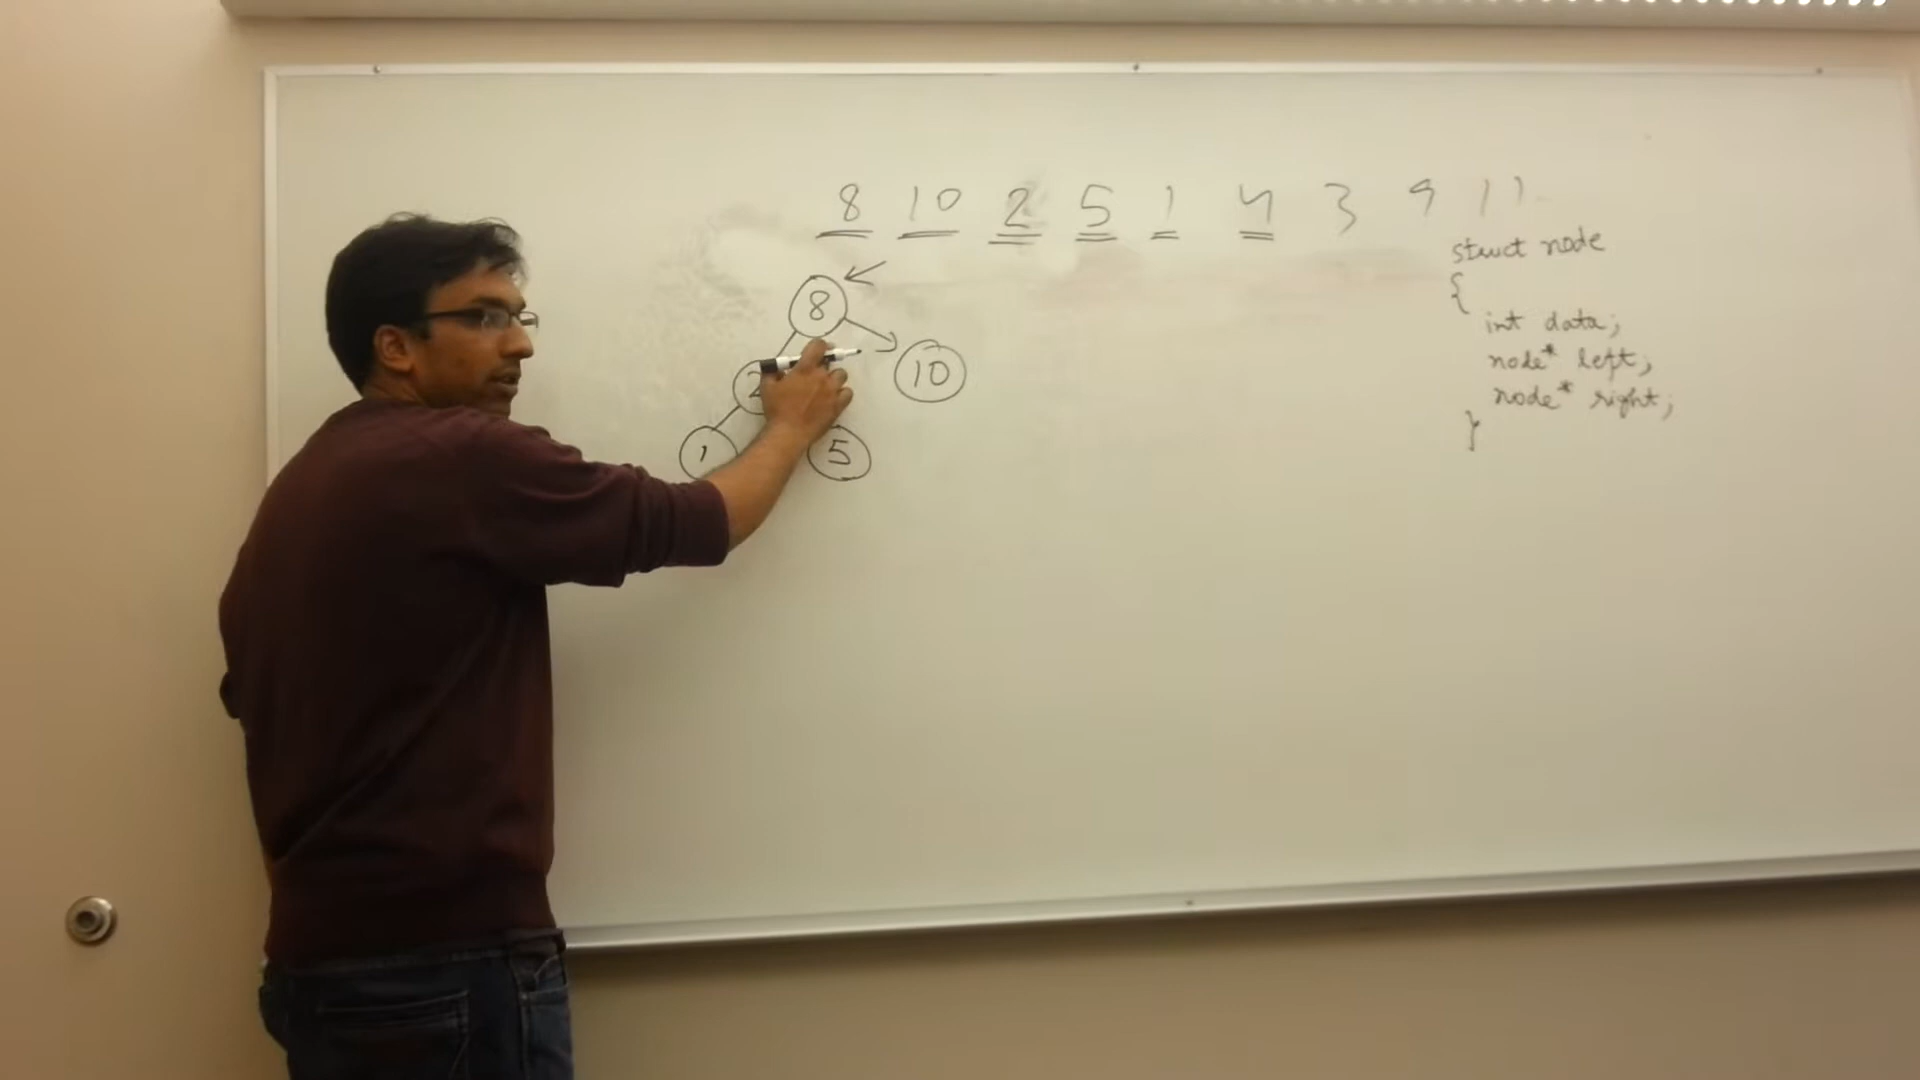 8 10 2 5 1 4 3 9 11
struct node
{
int data;
node* left;
node* right;
}
8
2 10
1 5